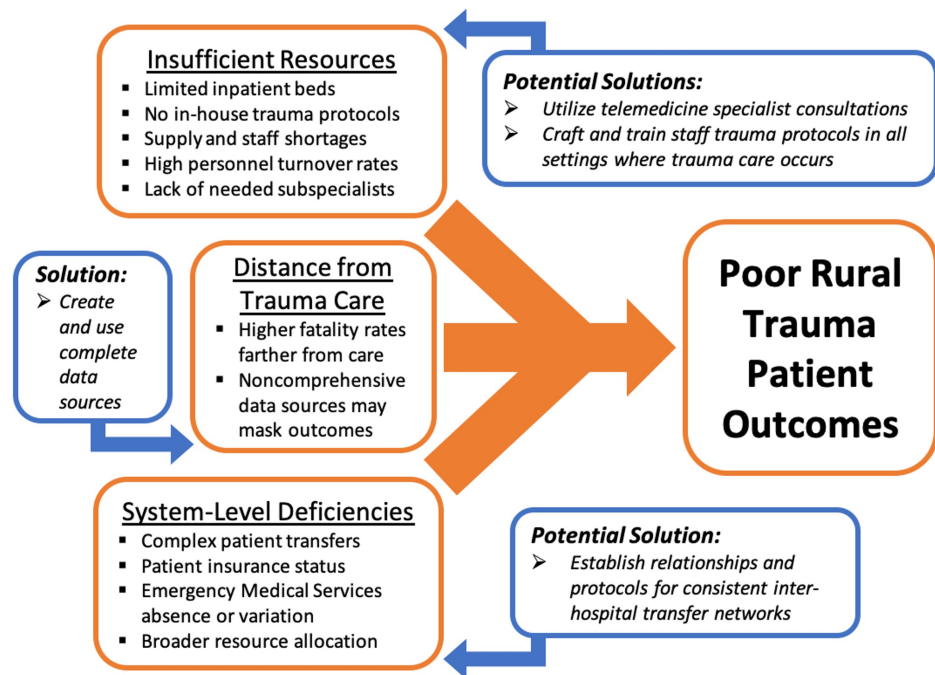 Insufficient Resources
▪ Limited inpatient beds
▪ No in-house trauma protocols
▪ Supply and staff shortages
▪ High personnel turnover rates
▪ Lack of needed subspecialists
Potential Solutions:
➢ Utilize telemedicine specialist consultations
➢ Craft and train staff trauma protocols in all
settings where trauma care occurs
Solution:
➢ Create
and use
complete
data
sources
Distance from
Trauma Care
▪ Higher fatality rates
farther from care
▪ Noncomprehensive
data sources may
mask outcomes
Poor Rural
Trauma
Patient
Outcomes
System-Level Deficiencies
▪ Complex patient transfers
▪ Patient insurance status
▪ Emergency Medical Services
absence or variation
▪ Broader resource allocation
Potential Solution:
➢ Establish relationships and
protocols for consistent inter-
hospital transfer networks